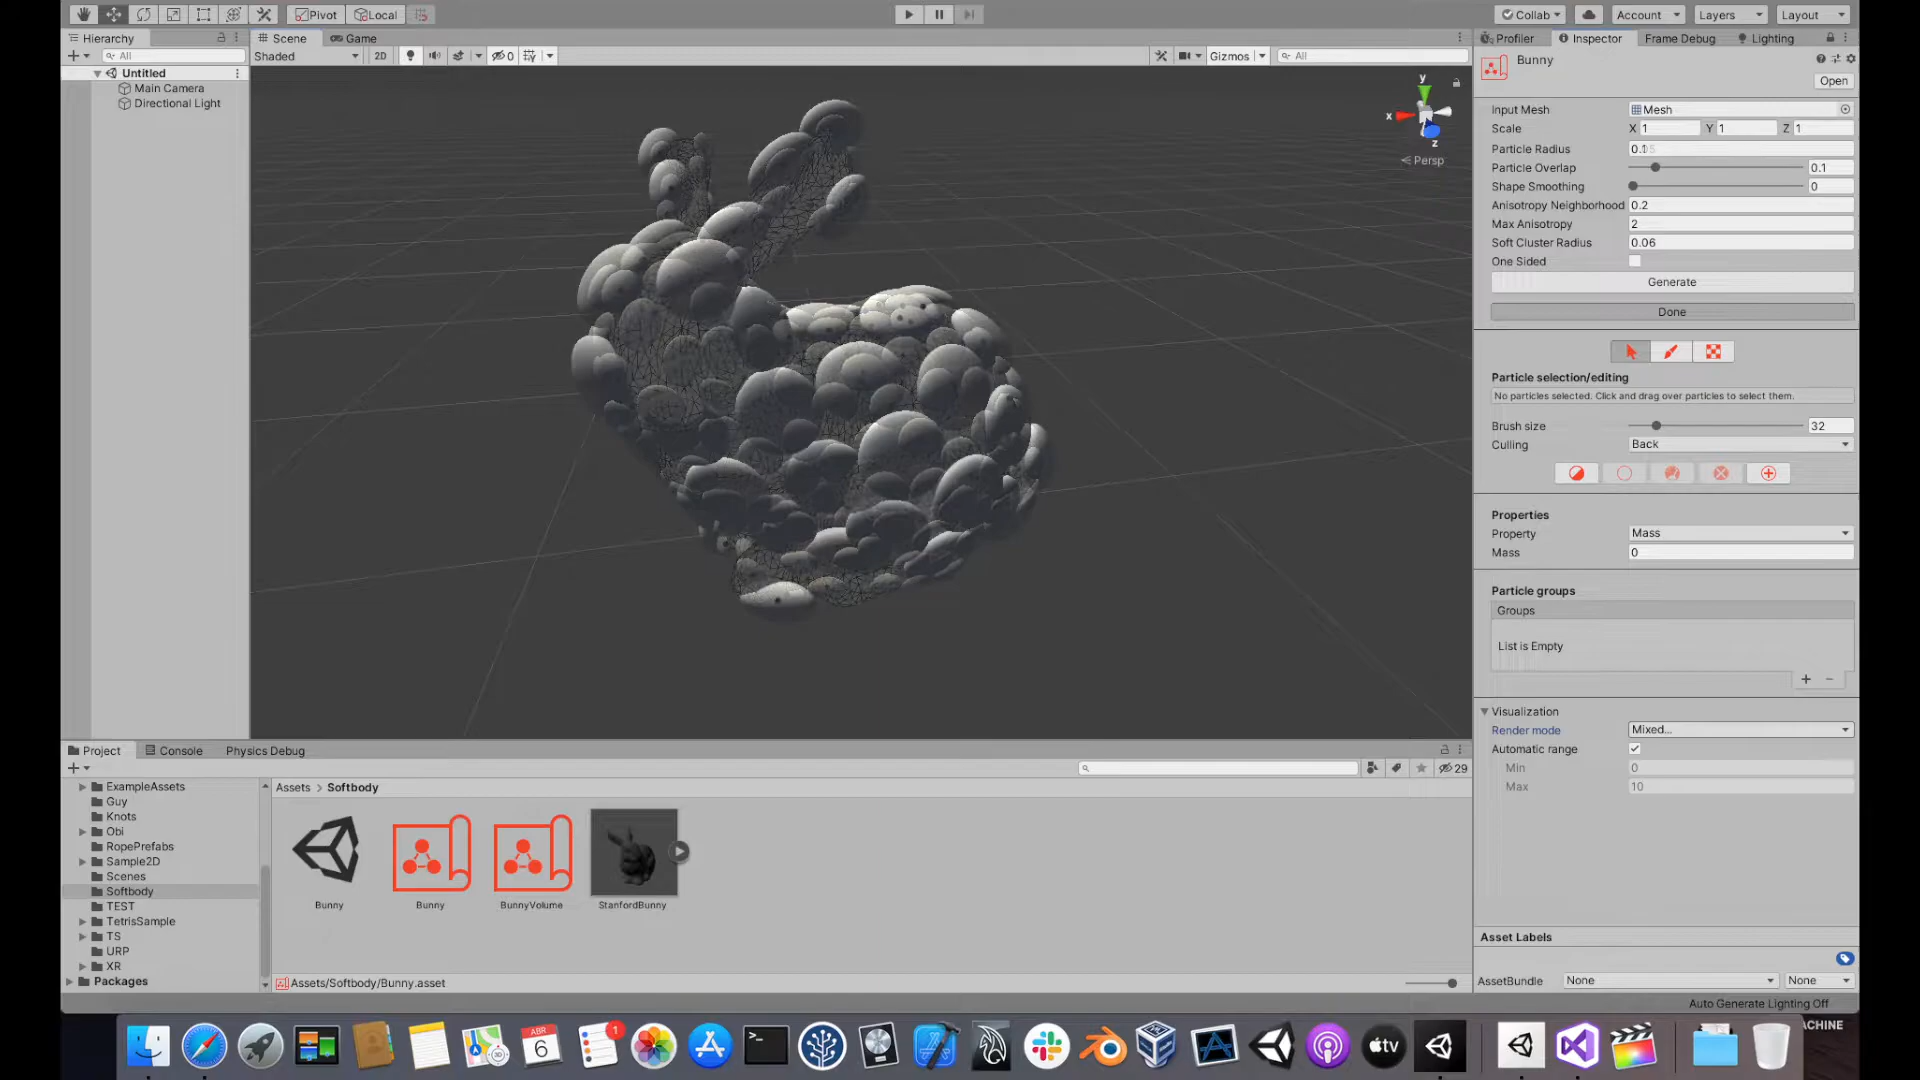 Pivot
Local
Collab
Account
Layers
Layout
Hierarchy
All
Untitled
Main Camera
Directional Light
Scene
Game
Shaded
2D
0
Gizmos
All
y
x
z
Persp
Profiler
Inspector
Frame Debug
Lighting
Bunny
Open
Input Mesh
Mesh
Scale
X 1
Y 1
Z 1
Particle Radius
Particle Overlap
0.1
Shape Smoothing
0
Anisotropy Neighborhood
0.2
Max Anisotropy
2
Soft Cluster Radius
0.06
One Sided
Generate
Done
Particle selection/editing
No particles selected. Click and drag over particles to select them.
Brush size
32
Culling
Back
Properties
Property
Mass
Mass
0
Particle groups
Groups
List is Empty
Visualization
Render mode
Mixed...
Automatic range
Min
0
Max
10
Asset Labels
AssetBundle
None
None
Auto Generate Lighting Off
Project
Console
Physics Debug
29
ExampleAssets
Guy
Knots
Obi
RopePrefabs
Sample2D
Scenes
Softbody
TEST
TetrisSample
TS
URP
XR
Packages
Assets > Softbody
Bunny
Bunny
BunnyVolume
StanfordBunny
Assets/Softbody/Bunny.asset
ABR
6
1
tv
ACHINE